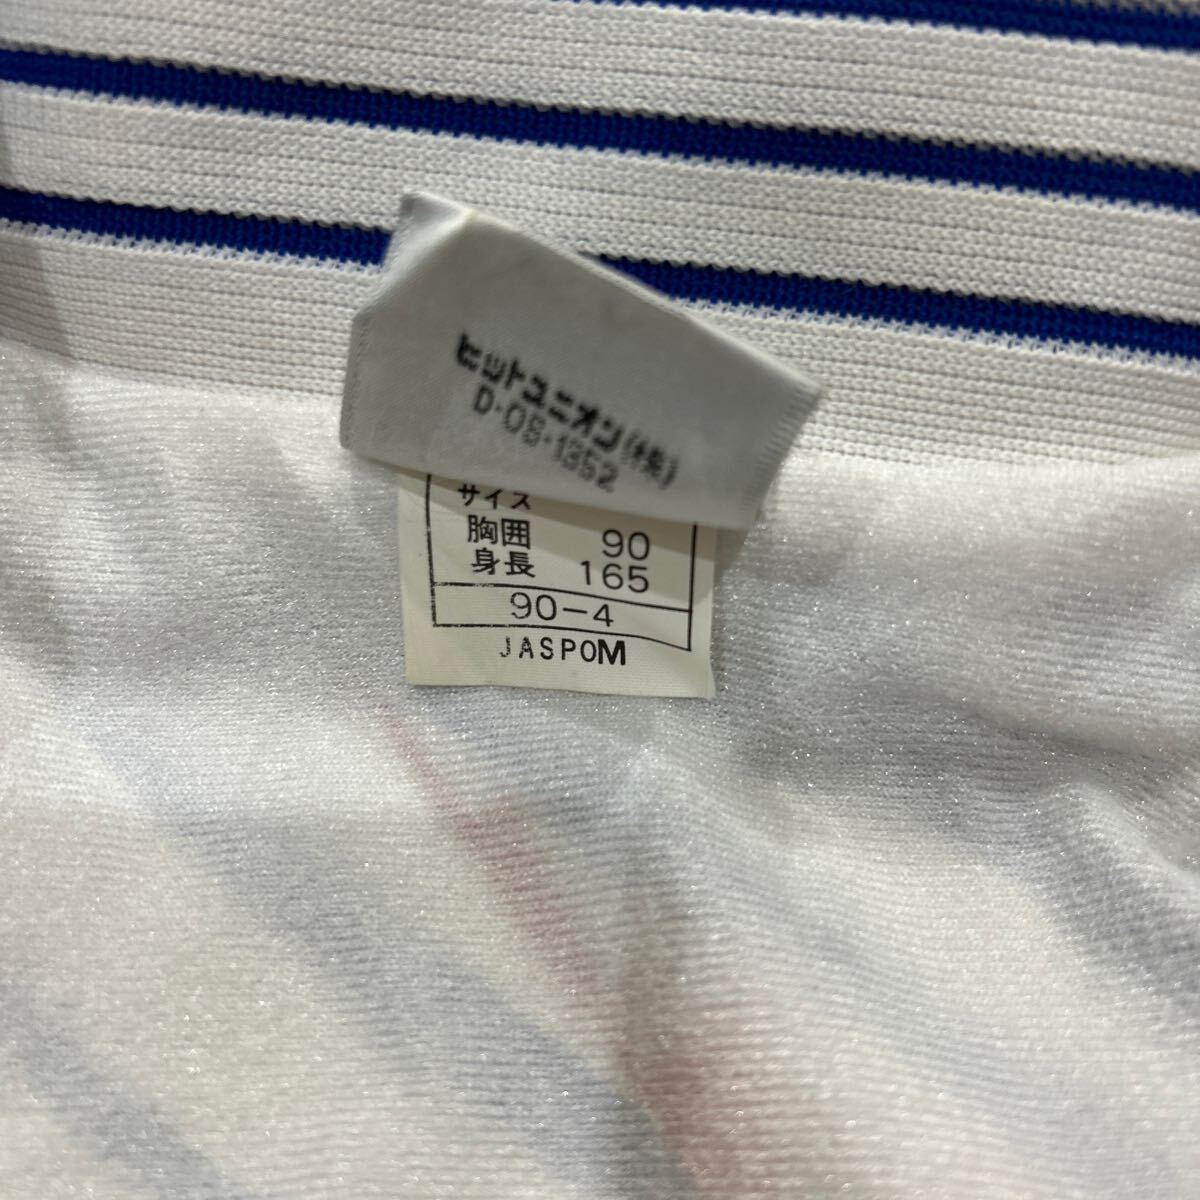 ヒットユニオン(株)
D-08-1352
サイズ
胸囲 90
身長 165
90-4
JASPOM